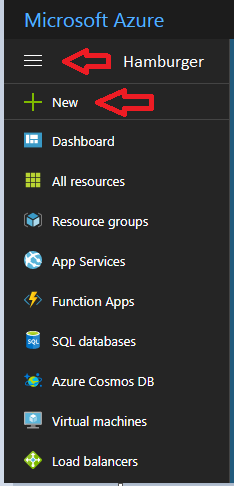 Microsoft Azure
Hamburger
New
Dashboard
All resources
Resource groups
App Services
Function Apps
SQL
SQL databases
Azure Cosmos DB
Virtual machines
Load balancers